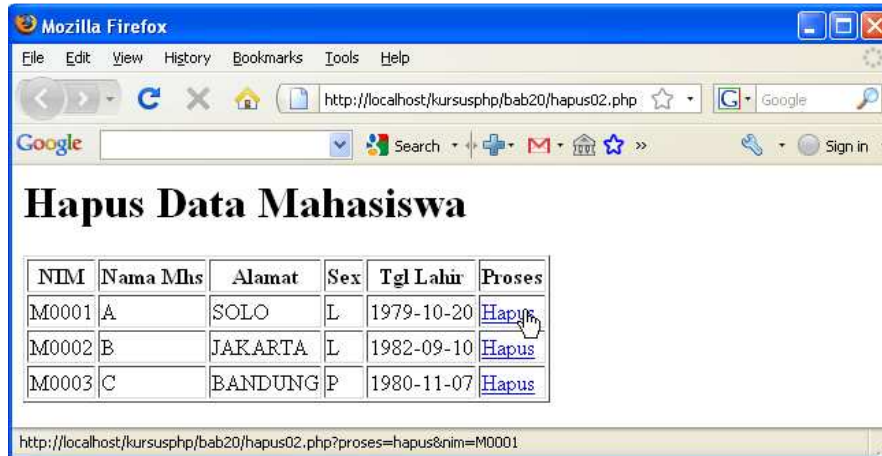 Mozilla Firefox
File Edit View History Bookmarks Tools Help
http://localhost/kursusphp/bab20/hapus02.php G Google
Google Search » Sign in
Hapus Data Mahasiswa
NIM Nama Mhs Alamat Sex Tgl Lahir Proses
M0001 A SOLO L 1979-10-20 Hapus
M0002 B JAKARTA L 1982-09-10 Hapus
M0003 C BANDUNG P 1980-11-07 Hapus
http://localhost/kursusphp/bab20/hapus02.php?proses=hapus&nim=M0001